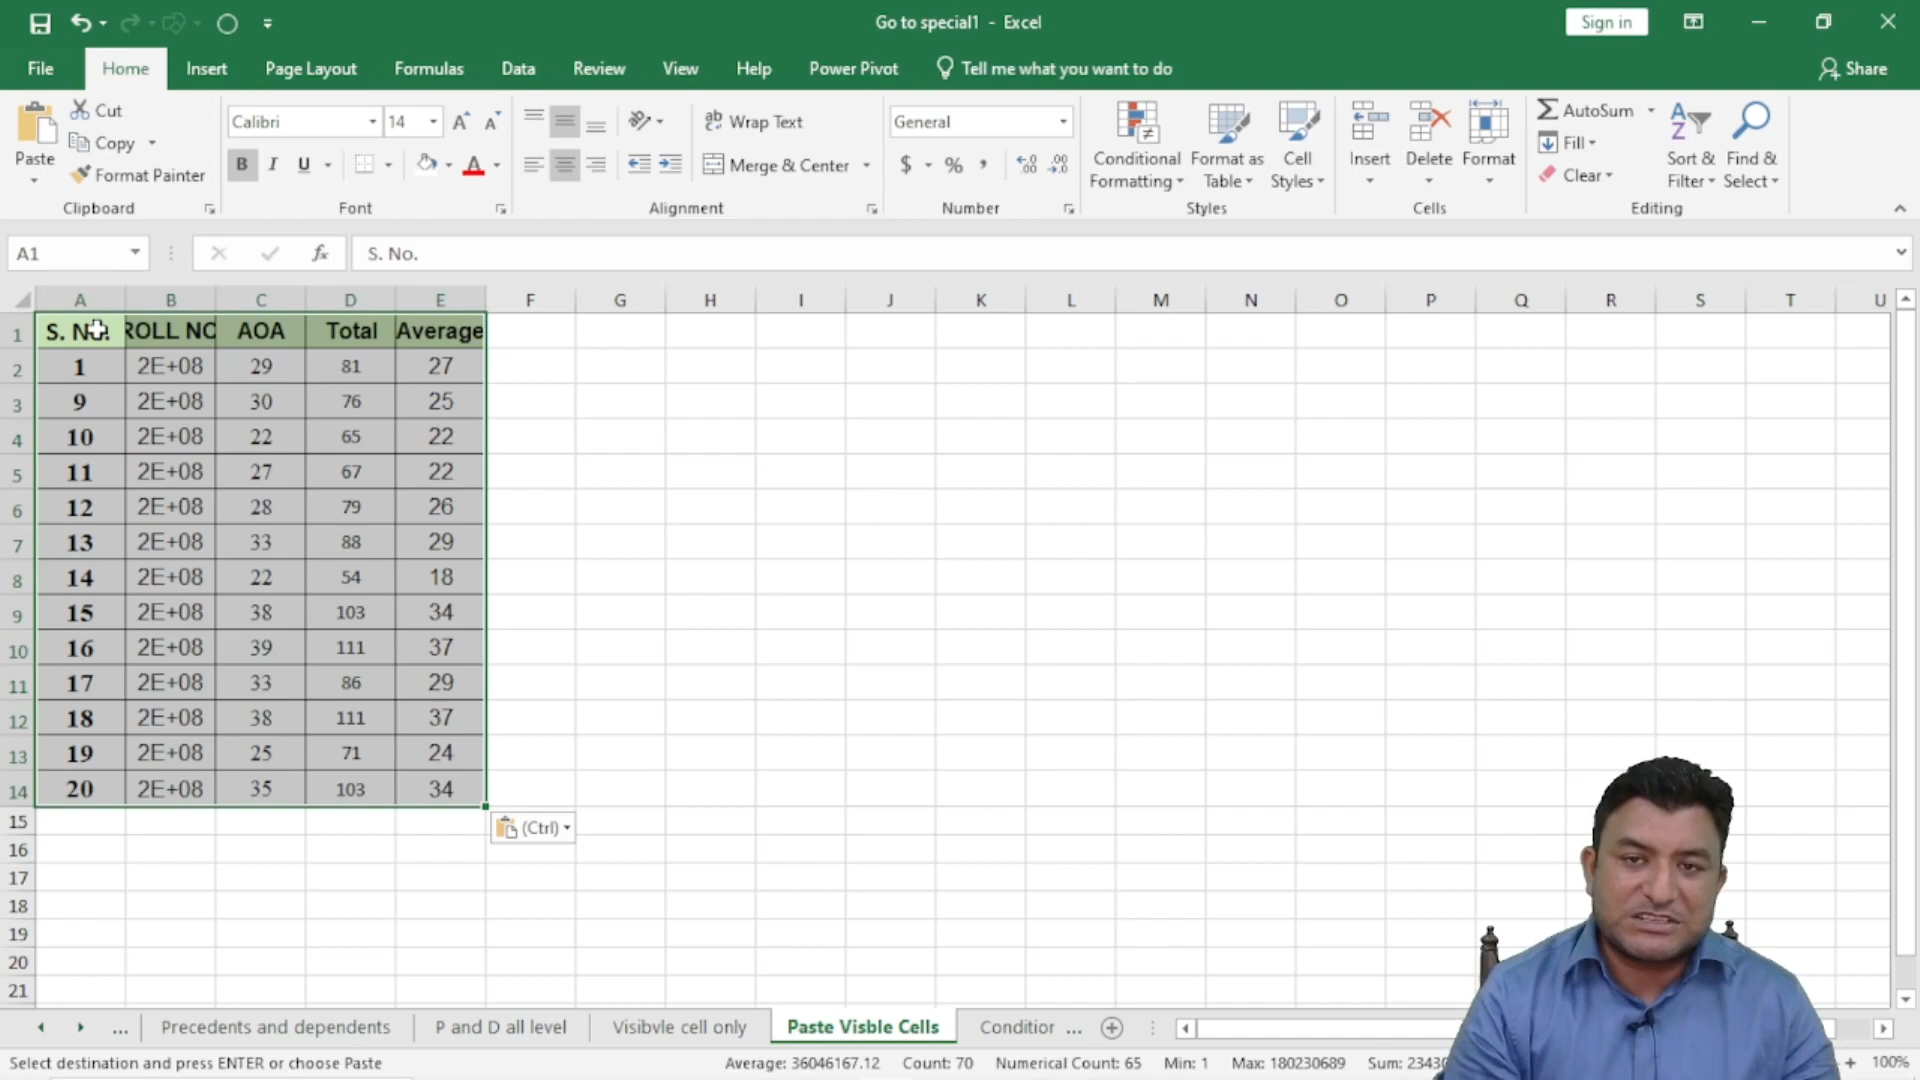 Go to special1 - Excel
Sign in
File Home Insert Page Layout Formulas Data Review View Help Power Pivot Tell me what you want to do Share
Paste
Cut
Copy
Format Painter
Clipboard
Calibri 14
B I U
Font
Wrap Text
Merge & Center
Alignment
General
$ % ,
Number
Conditional Formatting
Format as Table
Cell Styles
Styles
Insert Delete Format
Cells
AutoSum
Fill
Clear
Sort & Filter
Find & Select
Editing
A1 fx S. No.
A B C D E F G H I J K L M N O P Q R S T U
1 S. No. ROLL NO AOA Total Average
2 1 2E+08 29 81 27
3 9 2E+08 30 76 25
4 10 2E+08 22 65 22
5 11 2E+08 27 67 22
6 12 2E+08 28 79 26
7 13 2E+08 33 88 29
8 14 2E+08 22 54 18
9 15 2E+08 38 103 34
10 16 2E+08 39 111 37
11 17 2E+08 33 86 29
12 18 2E+08 38 111 37
13 19 2E+08 25 71 24
14 20 2E+08 35 103 34
15 (Ctrl)
16
17
18
19
20
21
... Precedents and dependents P and D all level Visibvle cell only Paste Visble Cells Conditior ...
Select destination and press ENTER or choose Paste Average: 36046167.12 Count: 70 Numerical Count: 65 Min: 1 Max: 180230689 Sum: 23430 100%